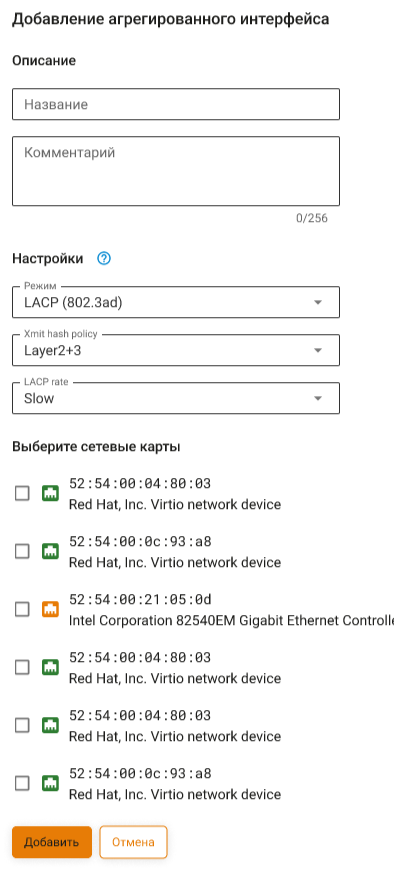 Добавление агрегированного интерфейса
Описание
Название
Комментарий
0/256
Настройки
Режим
LACP (802.3ad)
Xmit hash policy
Layer2+3
LACP rate
Slow
Выберите сетевые карты
52:54:00:04:80:03
Red Hat, Inc. Virtio network device
52:54:00:0c:93:a8
Red Hat, Inc. Virtio network device
52:54:00:21:05:0d
Intel Corporation 82540EM Gigabit Ethernet Controlle
52:54:00:04:80:03
Red Hat, Inc. Virtio network device
52:54:00:04:80:03
Red Hat, Inc. Virtio network device
52:54:00:0c:93:a8
Red Hat, Inc. Virtio network device
Добавить
Отмена